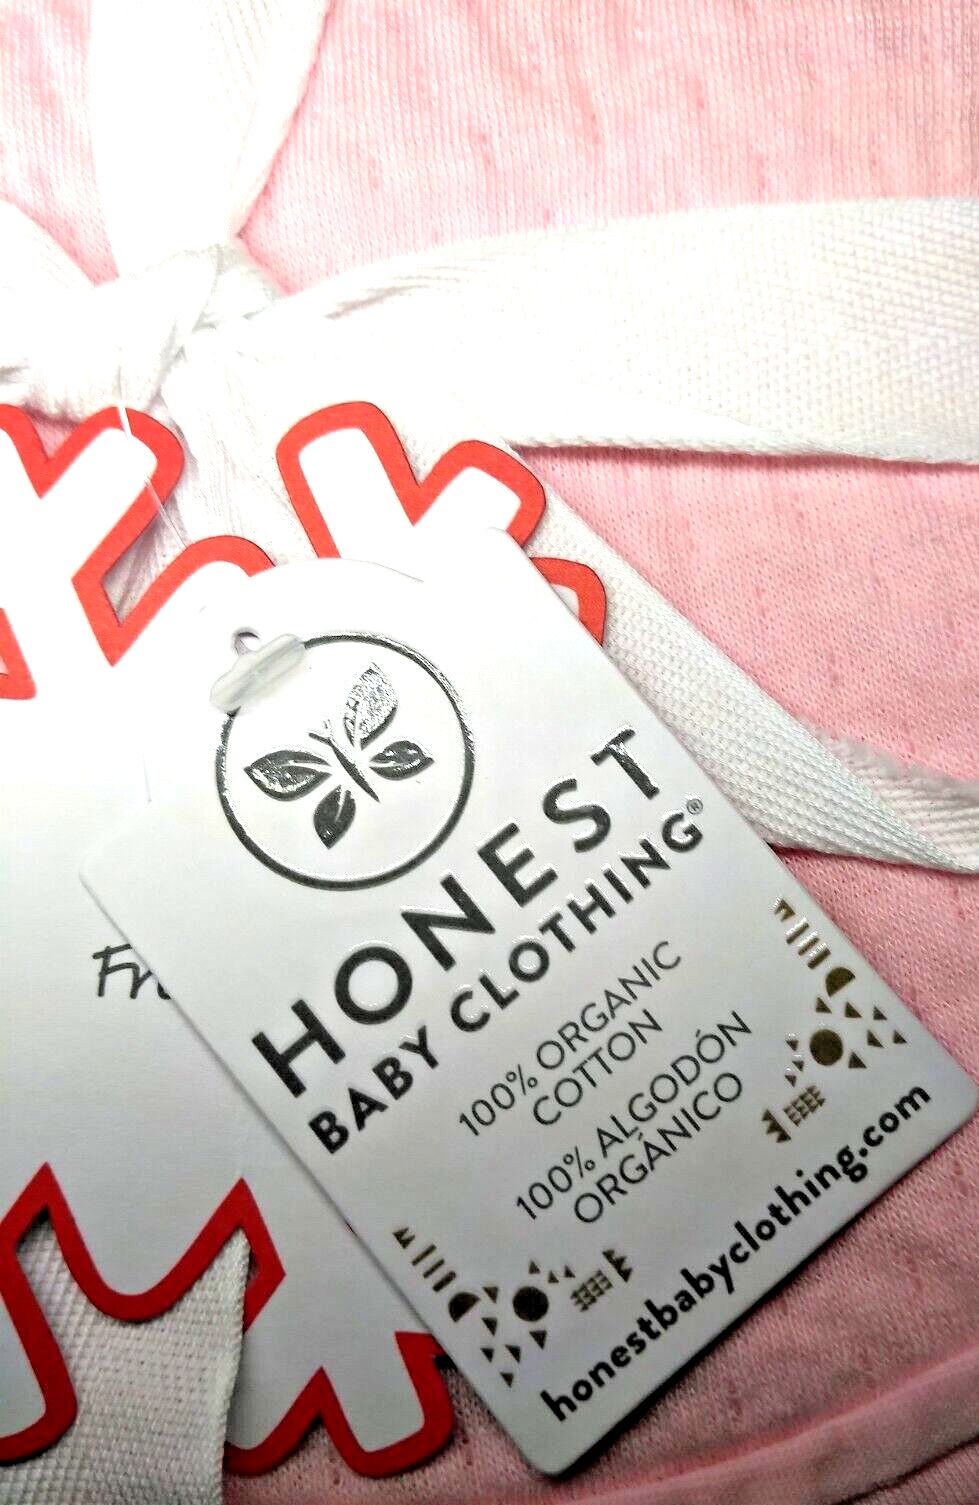 HONEST
BABY CLOTHING®
100% ORGANIC
COTTON
100% ALGODÓN
ORGÁNICO
honestbabyclothing.com